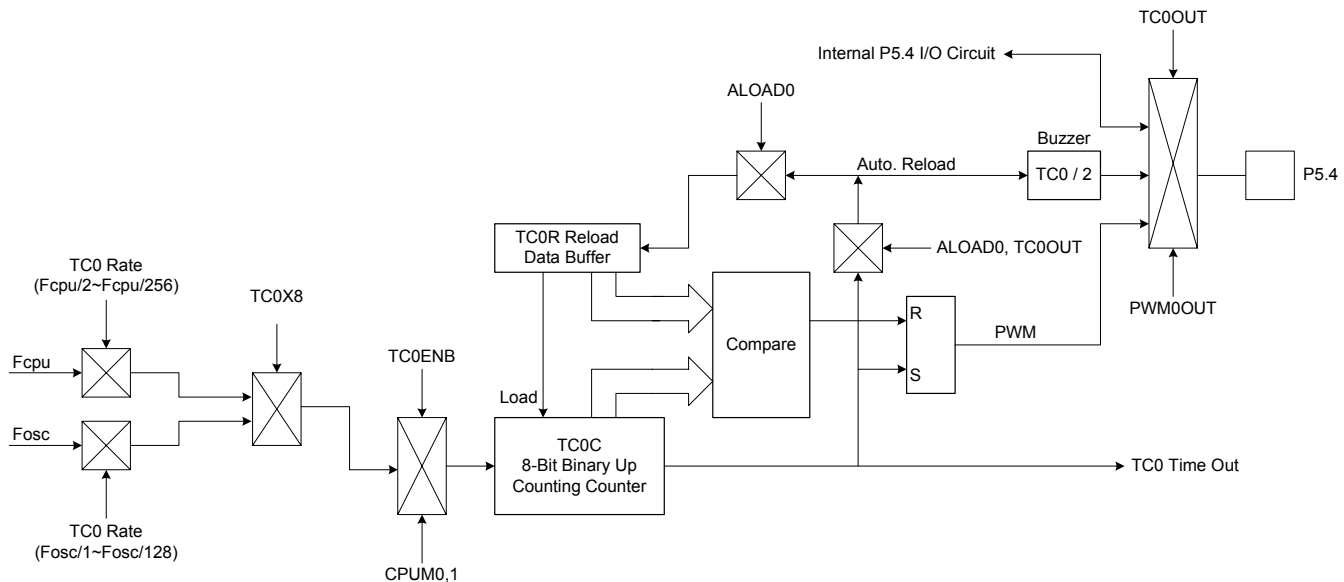 TC0OUT
Internal P5.4 I/O Circuit
ALOAD0
Buzzer
Auto. Reload
TC0 / 2
P5.4
TC0R Reload
Data Buffer
ALOAD0, TC0OUT
TC0 Rate
(Fcpu/2~Fcpu/256)
TC0X8
PWM0OUT
R
PWM
Compare
Fcpu
TC0ENB
S
Load
Fosc
TC0C
8-Bit Binary Up
Counting Counter
TC0 Time Out
TC0 Rate
(Fosc/1~Fosc/128)
CPUM0,1